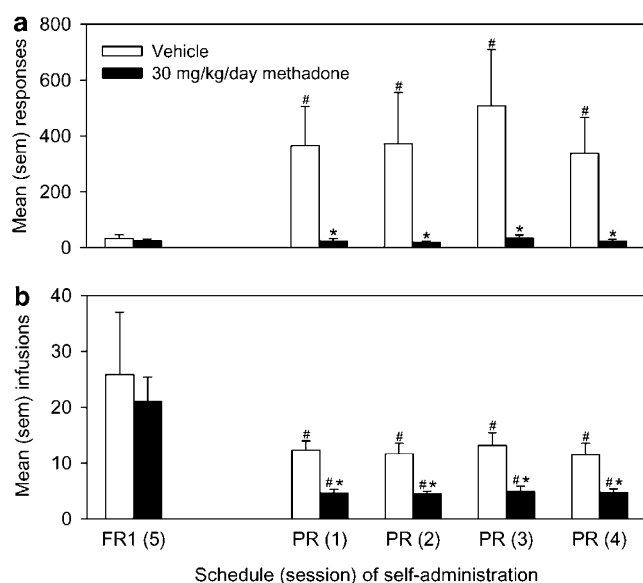 a
Mean (sem) responses
800
600
400
200
0
Vehicle
30 mg/kg/day methadone
# # # #
* * * *
b
Mean (sem) infusions
40
30
20
10
0
# # # #
#* #* #* #*
FR1 (5) PR (1) PR (2) PR (3) PR (4)
Schedule (session) of self-administration